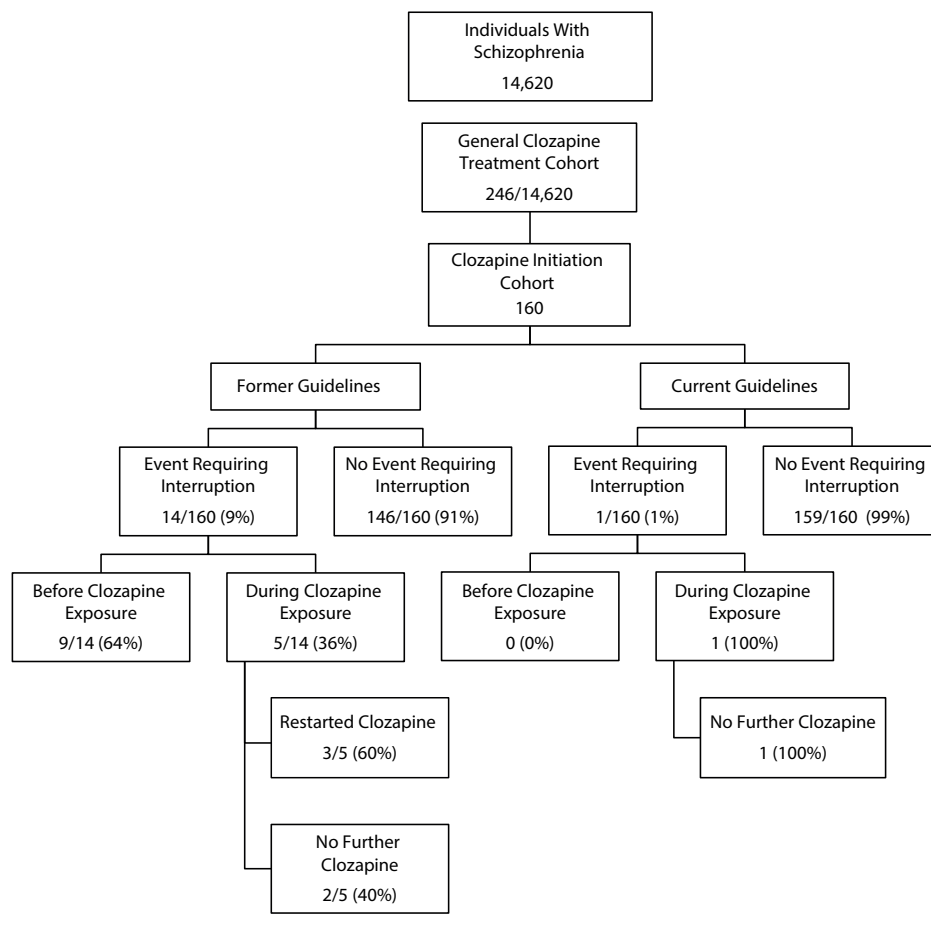 Individuals With
Schizophrenia
14,620
General Clozapine
Treatment Cohort
246/14,620
Clozapine Initiation
Cohort
160
Former Guidelines
Current Guidelines
Event Requiring
Interruption
14/160 (9%)
No Event Requiring
Interruption
146/160 (91%)
Event Requiring
Interruption
1/160 (1%)
No Event Requiring
Interruption
159/160 (99%)
Before Clozapine
Exposure
9/14 (64%)
During Clozapine
Exposure
5/14 (36%)
Before Clozapine
Exposure
0 (0%)
During Clozapine
Exposure
1 (100%)
Restarted Clozapine
3/5 (60%)
No Further Clozapine
1 (100%)
No Further
Clozapine
2/5 (40%)